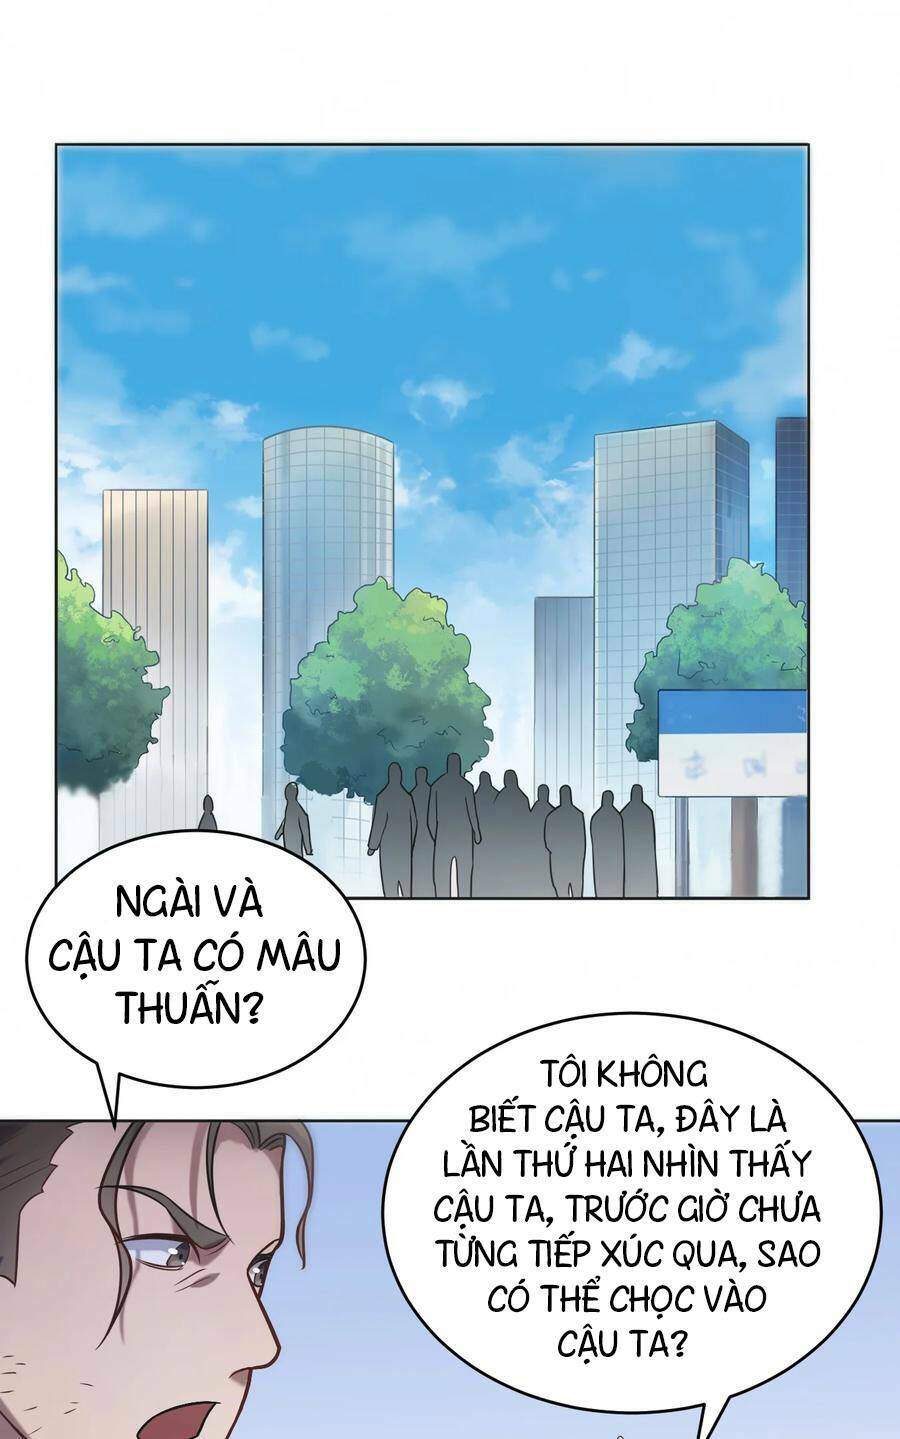 NGÀI VÀ
CẬU TA CÓ MÂU
THUẪN?
TÔI KHÔNG
BIẾT CẬU TA, ĐÂY LÀ
LẦN THỨ HAI NHÌN THẤY
CẬU TA, TRƯỚC GIỜ CHƯA
TỪNG TIẾP XÚC QUA, SAO
CÓ THỂ CHỌC VÀO
CẬU TA?